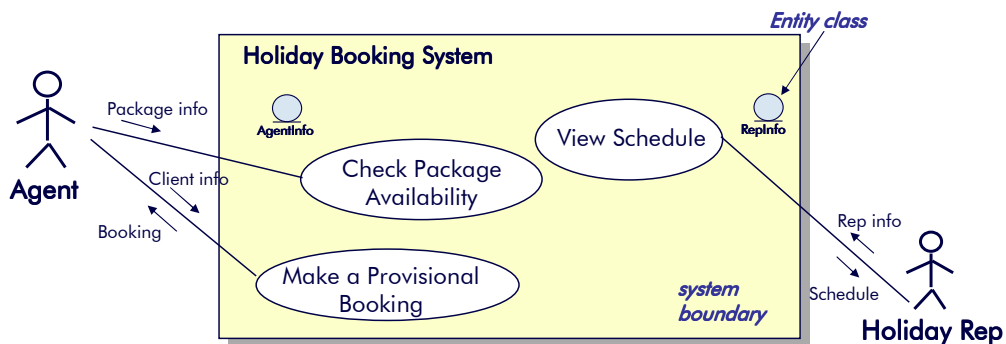 Entity class
Holiday Booking System
Package info
AgentInfo
RepInfo
View Schedule
Check Package
Availability
Agent
Client info
Booking
Rep info
Make a Provisional
Booking
system
boundary
Schedule
Holiday Rep